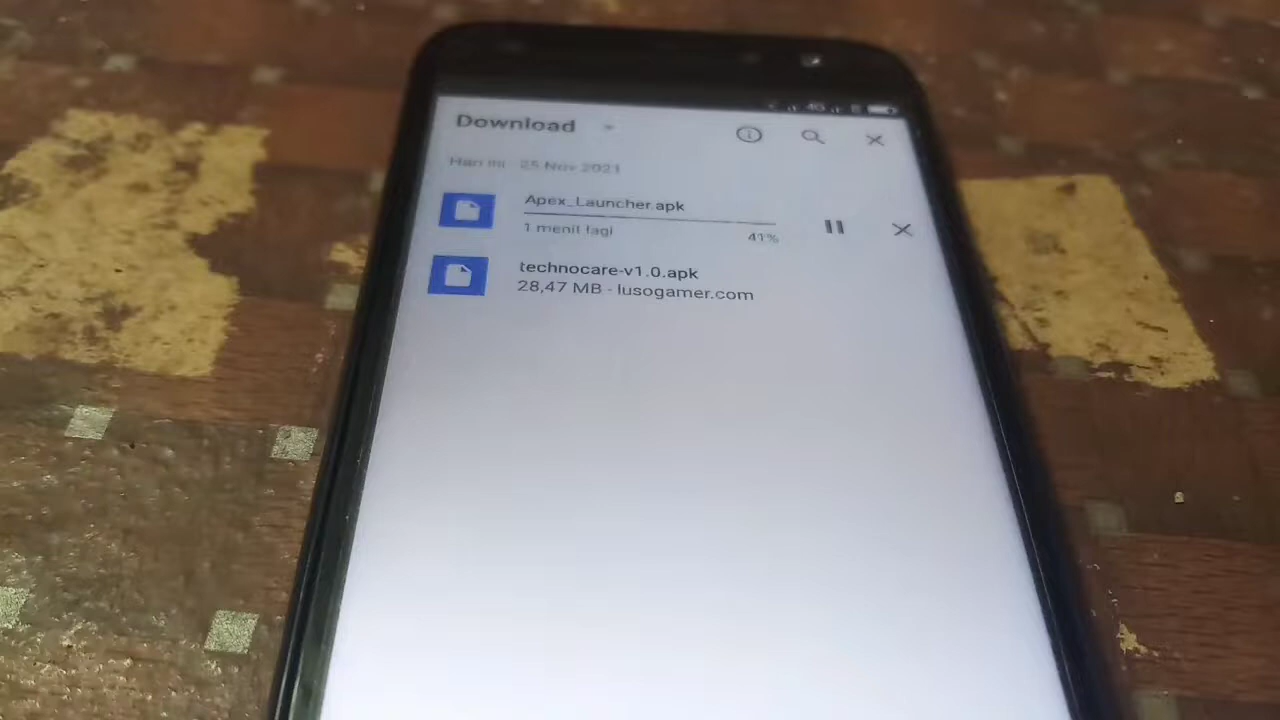 4G
Download
Hari ini - 25 Nov 2021
Apex_Launcher.apk
1 menit lagi
41%
technocare-v1.0.apk
28,47 MB - lusogamer.com